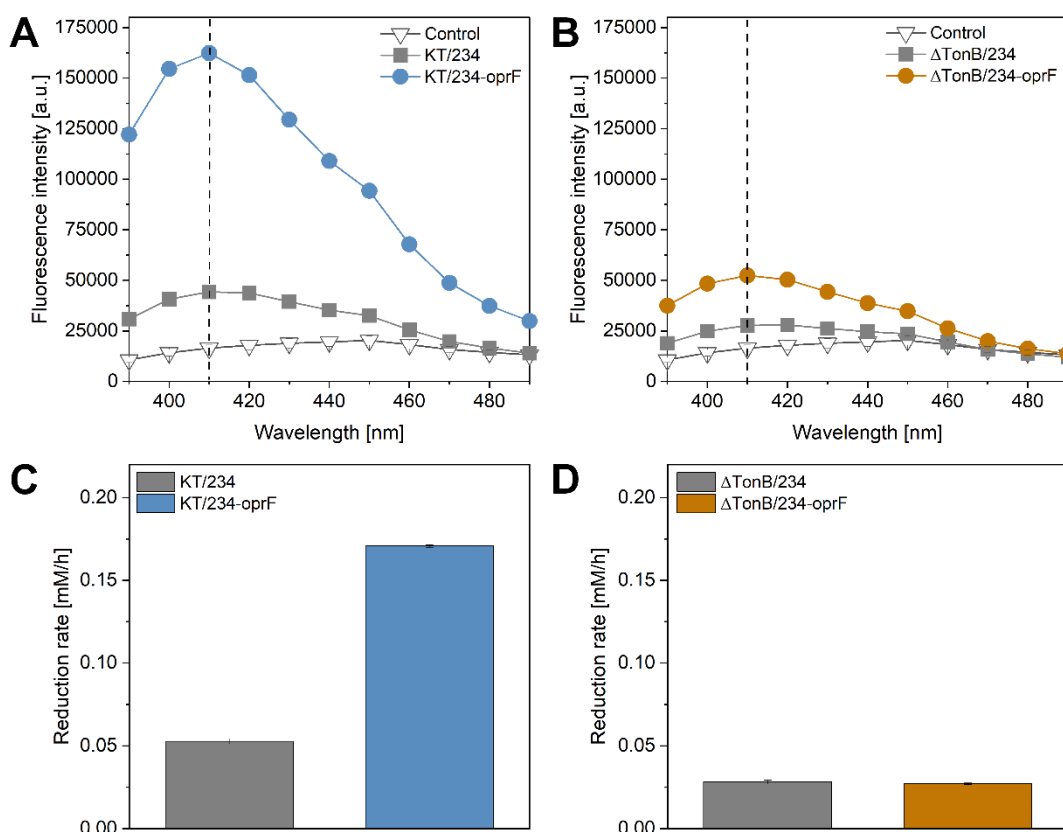 A
Control
KT/234
KT/234-oprF
175000
150000
125000
100000
75000
50000
25000
0
Fluorescence intensity [a.u.]
400
420
440
460
480
Wavelength [nm]
B
Control
ΔTonB/234
ΔTonB/234-oprF
175000
150000
125000
100000
75000
50000
25000
0
Fluorescence intensity [a.u.]
400
420
440
460
480
Wavelength [nm]
C
KT/234
KT/234-oprF
0.20
0.15
0.10
0.05
0.00
Reduction rate [mM/h]
D
ΔTonB/234
ΔTonB/234-oprF
0.20
0.15
0.10
0.05
0.00
Reduction rate [mM/h]